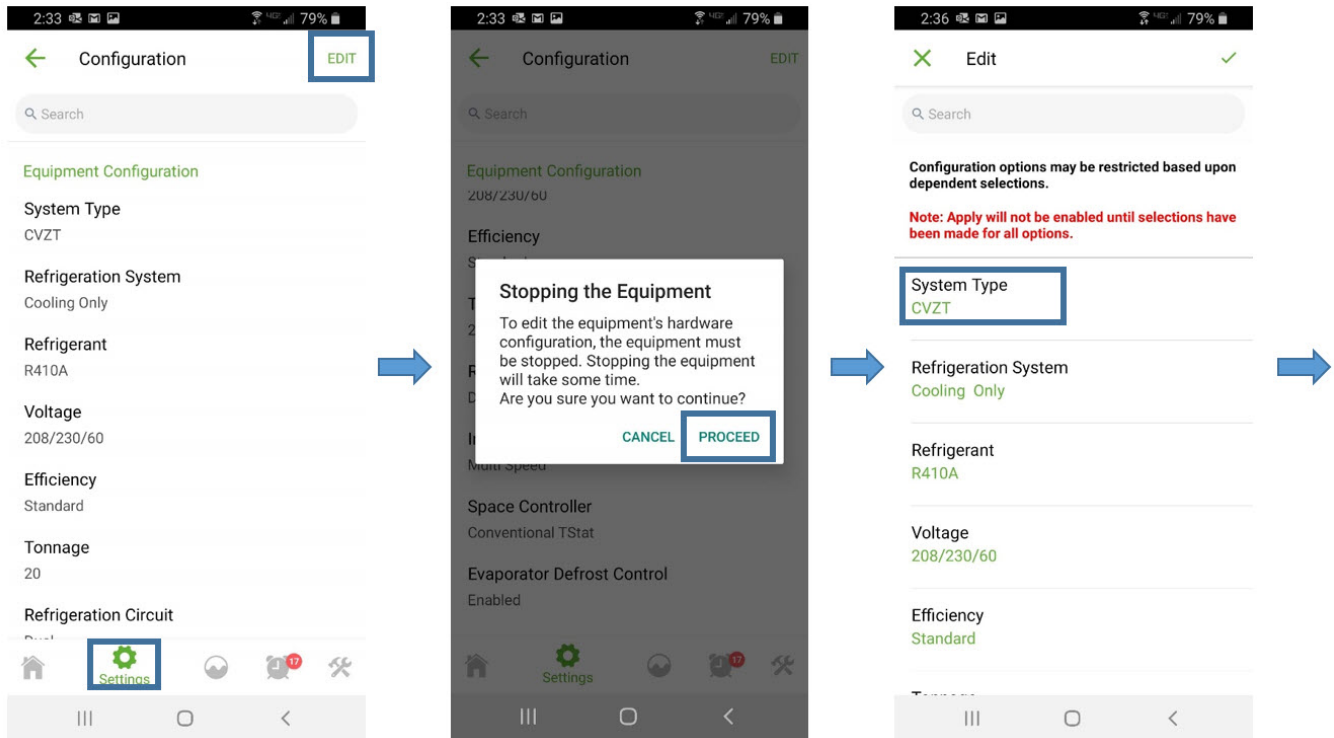 2:33
79%
Configuration
EDIT
Search
Equipment Configuration
System Type
CVZT
Refrigeration System
Cooling Only
Refrigerant
R410A
Voltage
208/230/60
Efficiency
Standard
Tonnage
20
Refrigeration Circuit
Dual
17
Settings
2:33
79%
Configuration
EDIT
Search
Equipment Configuration
208/230/60
Efficiency
Stopping the Equipment
To edit the equipment's hardware
configuration, the equipment must
be stopped. Stopping the equipment
will take some time.
Are you sure you want to continue?
CANCEL
PROCEED
Multi Speed
Space Controller
Conventional TStat
Evaporator Defrost Control
Enabled
17
Settings
2:36
79%
Edit
Search
Configuration options may be restricted based upon
dependent selections.
Note: Apply will not be enabled until selections have
been made for all options.
System Type
CVZT
Refrigeration System
Cooling Only
Refrigerant
R410A
Voltage
208/230/60
Efficiency
Standard
Tonnage